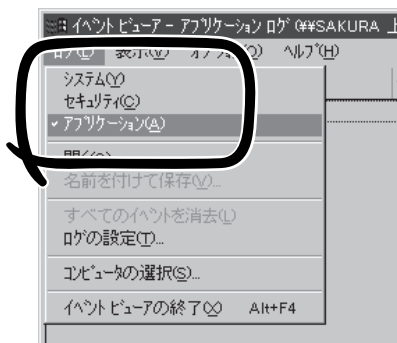 イベント ビューア - アプリケーション ログ (¥¥SAKURA 上
ログ(L) 表示(V) オプション(O) ヘルプ(H)
システム(Y)
セキュリティ(C)
アプリケーション(A)
開く(O)...
名前を付けて保存(V)...
すべてのイベントを消去(L)
ログの設定(T)...
コンピュータの選択(S)...
イベント ビューアの終了(X) Alt+F4